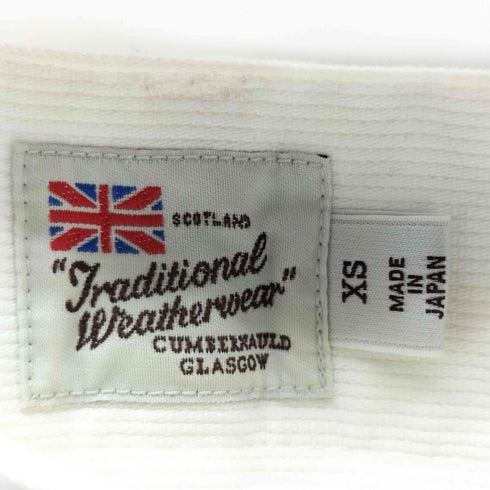 SCOTLAND
"Traditional
Weatherwear"
CUMBERNAULD
GLASGOW
XS
MADE
IN
JAPAN